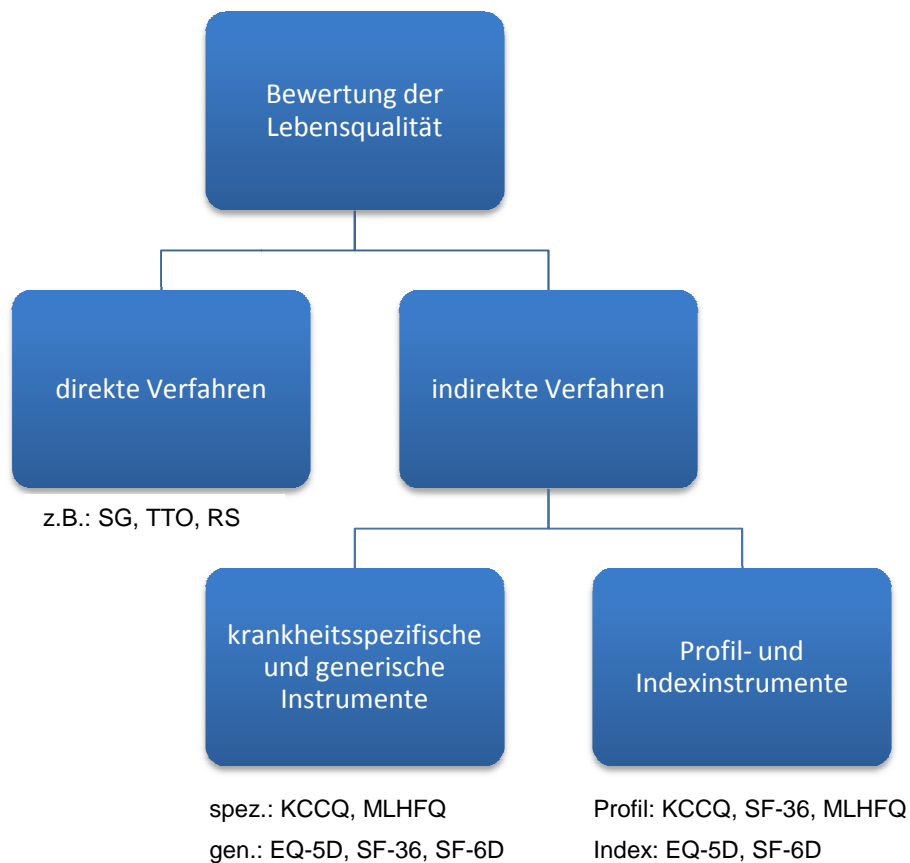 Bewertung der
Lebensqualität
direkte Verfahren
indirekte Verfahren
z.B.: SG, TTO, RS
krankheitsspezifische
und generische
Instrumente
Profil- und
Indexinstrumente
spez.: KCCQ, MLHFQ
gen.: EQ-5D, SF-36, SF-6D
Profil: KCCQ, SF-36, MLHFQ
Index: EQ-5D, SF-6D